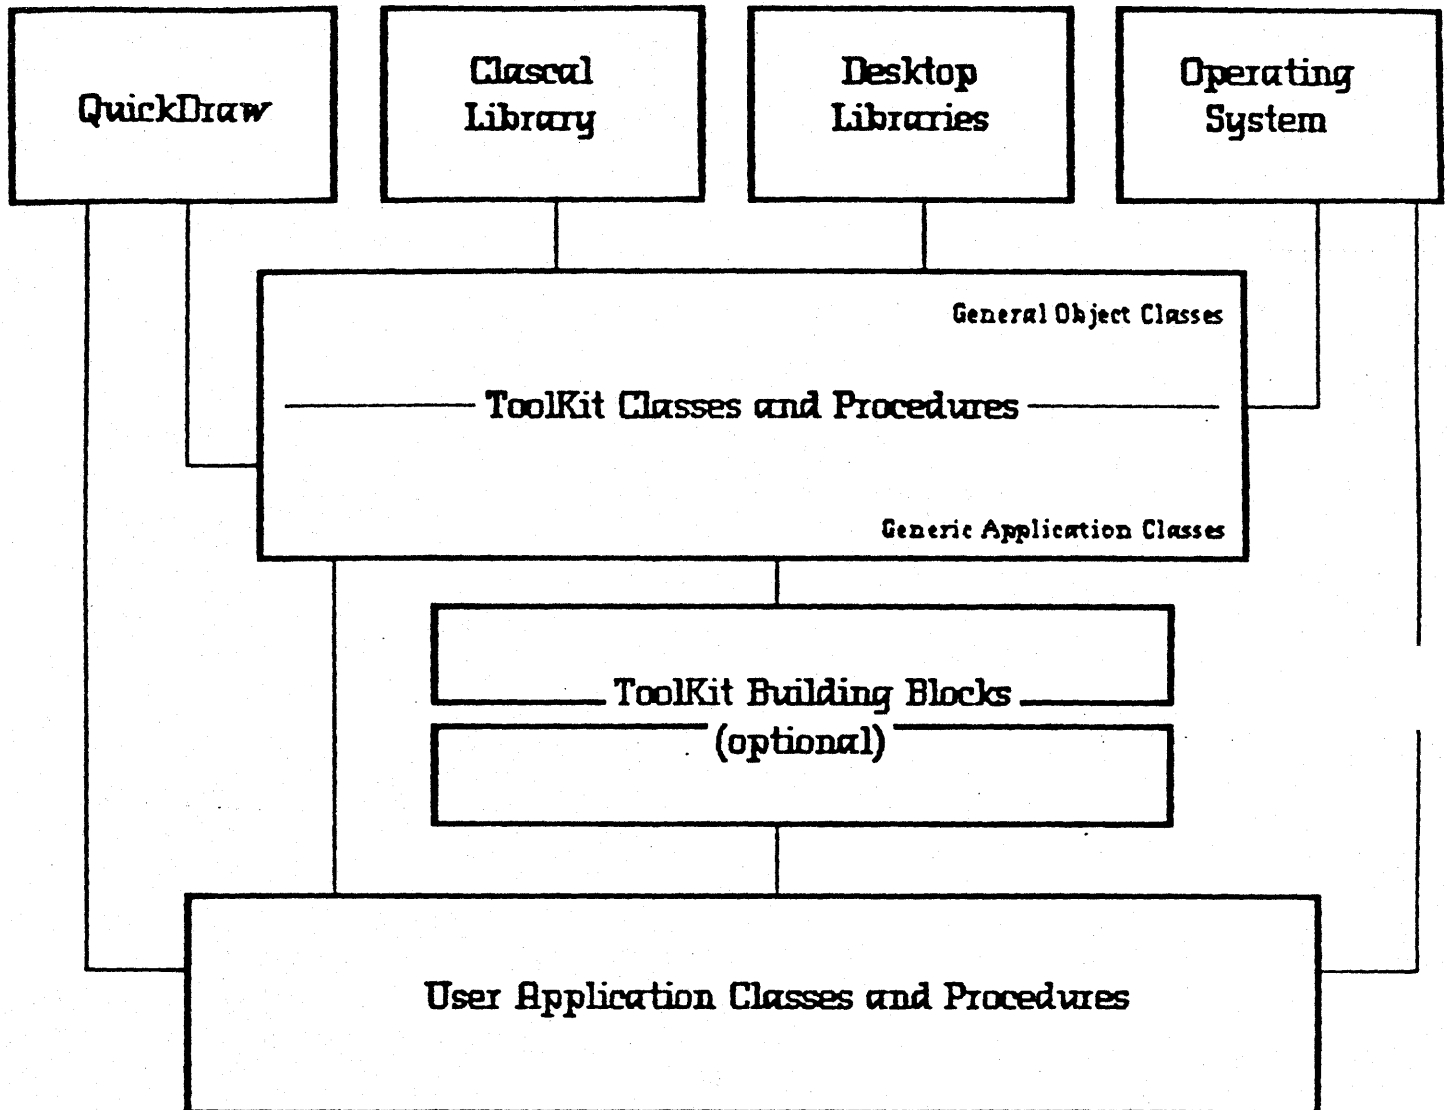 QuickDraw
Clascal
Library
Desktop
Libraries
Operating
System
General Object Classes
ToolKit Classes and Procedures
Generic Application Classes
ToolKit Building Blocks
(optional)
User Application Classes and Procedures